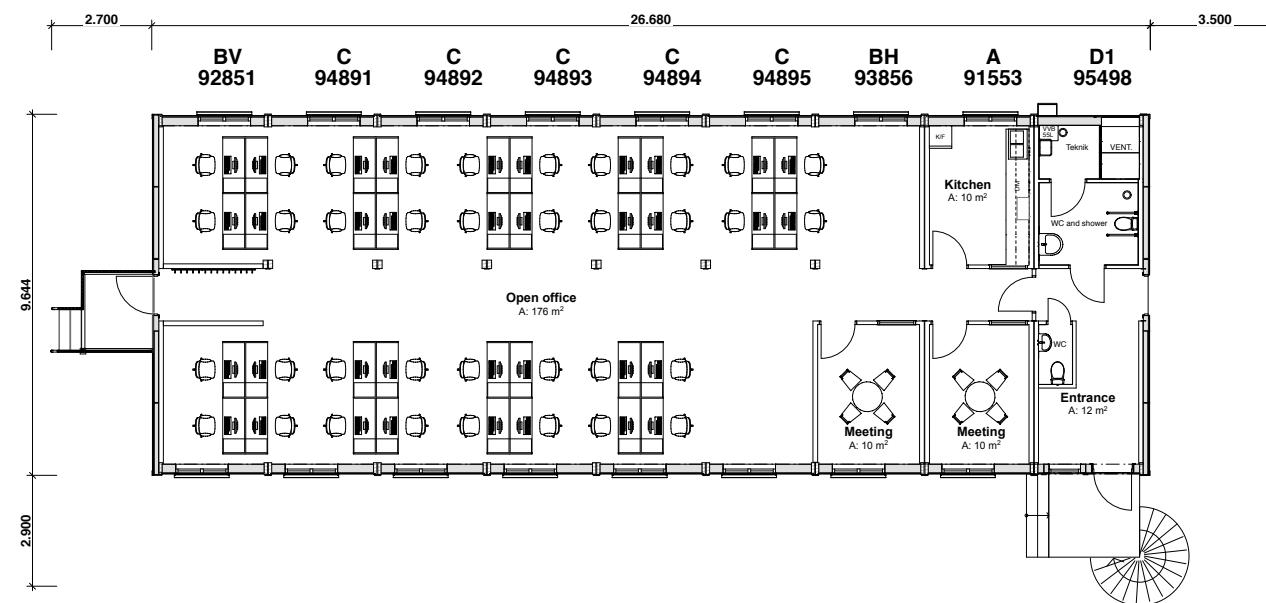 2.700
26.680
3.500
BV
92851
C
94891
C
94892
C
94893
C
94894
C
94895
BH
93856
A
91553
D1
95498
9.644
2.900
K/F
Kitchen
A: 10 m²
DM
VVB
55L
Teknik
VENT.
WC and shower
Open office
A: 176 m²
WC
Entrance
A: 12 m²
Meeting
A: 10 m²
Meeting
A: 10 m²